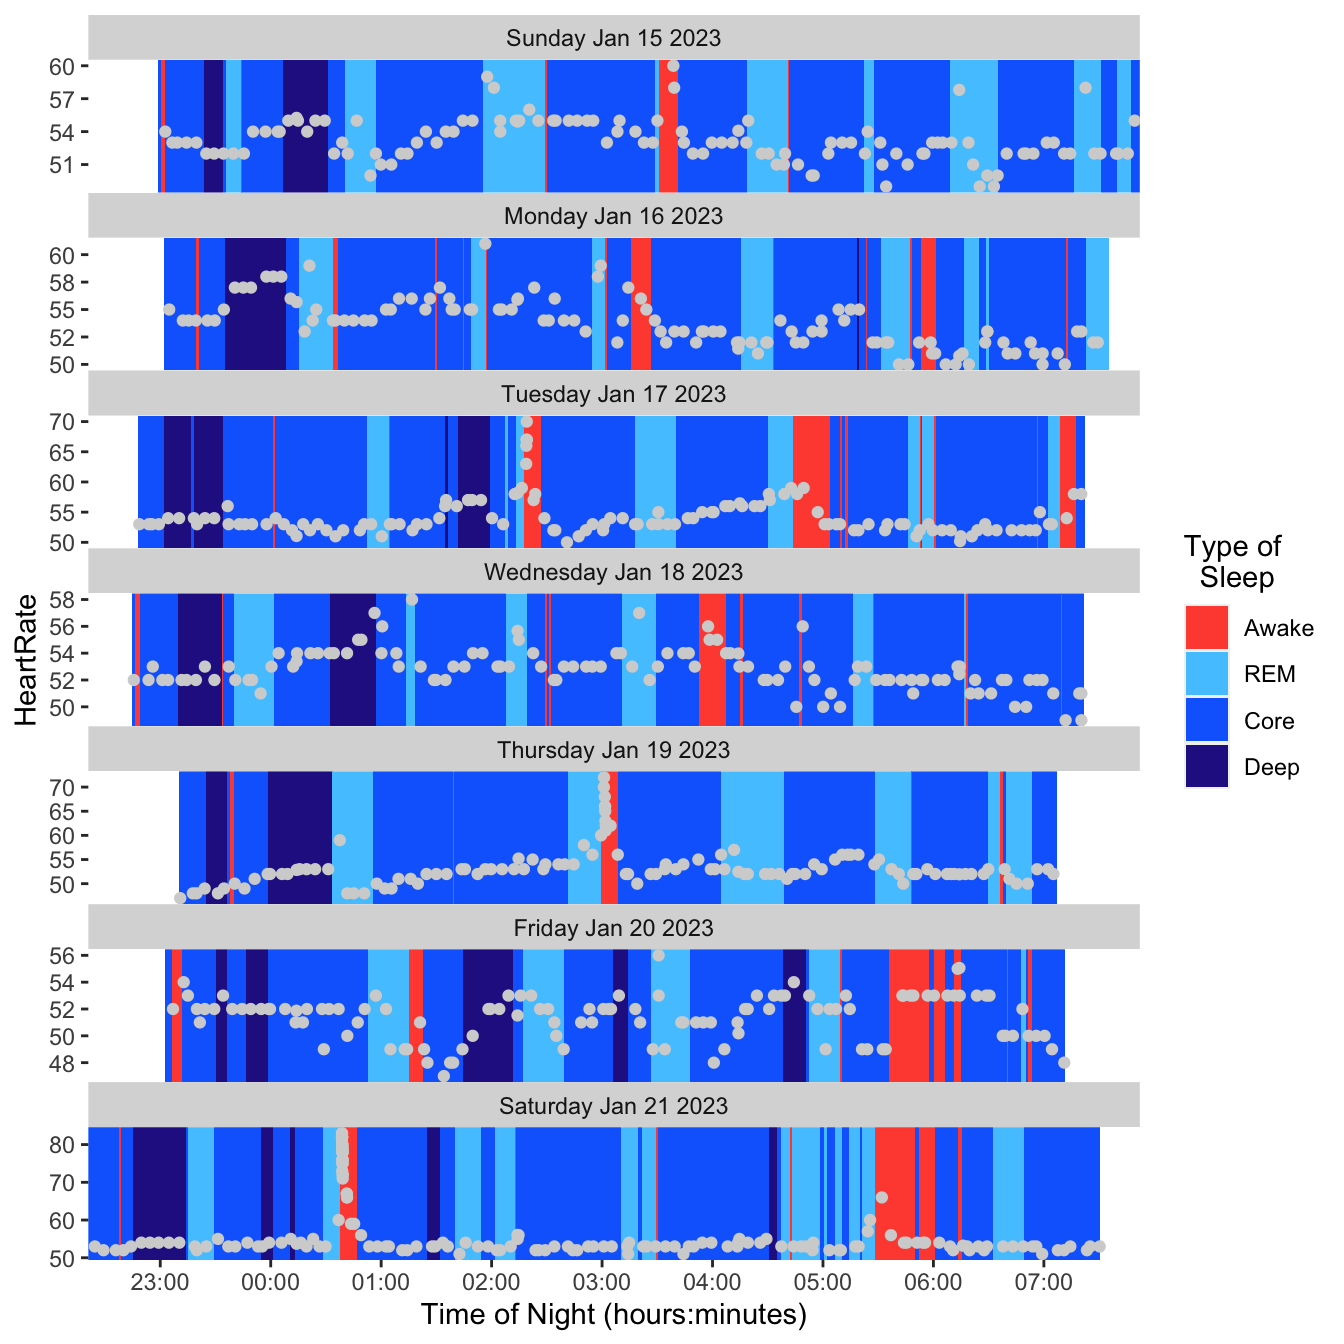 Sunday Jan 15 2023
60
57
54
51
Monday Jan 16 2023
60
58
55
52
50
Tuesday Jan 17 2023
70
65
60
55
50
Wednesday Jan 18 2023
58
56
54
52
50
Thursday Jan 19 2023
70
65
60
55
50
Friday Jan 20 2023
56
54
52
50
48
Saturday Jan 21 2023
80
70
60
50
23:00 00:00 01:00 02:00 03:00 04:00 05:00 06:00 07:00
Time of Night (hours:minutes)
HeartRate
Type of
Sleep
Awake
REM
Core
Deep